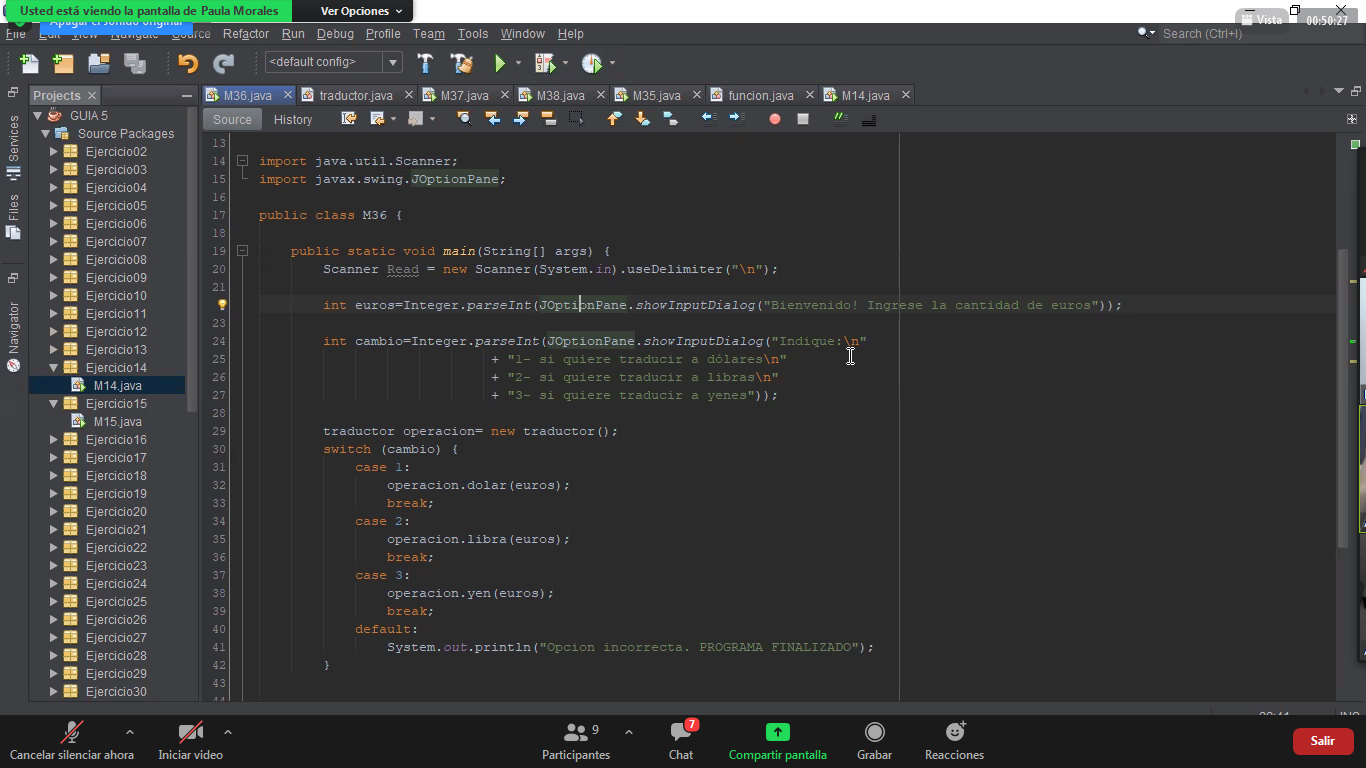 Usted está viendo la pantalla de Paula Morales
Ver Opciones
Apagar el sonido original
Vista
00:50:27
File Edit View Navigate Source Refactor Run Debug Profile Team Tools Window Help
Search (Ctrl+I)
<default config>
Projects
M36.java
traductor.java
M37.java
M38.java
M35.java
funcion.java
M14.java
Source
History
Services
Files
Navigator
GUIA 5
Source Packages
Ejercicio02
Ejercicio03
Ejercicio04
Ejercicio05
Ejercicio06
Ejercicio07
Ejercicio08
Ejercicio09
Ejercicio10
Ejercicio11
Ejercicio12
Ejercicio13
Ejercicio14
M14.java
Ejercicio15
M15.java
Ejercicio16
Ejercicio17
Ejercicio18
Ejercicio19
Ejercicio20
Ejercicio21
Ejercicio22
Ejercicio23
Ejercicio24
Ejercicio25
Ejercicio26
Ejercicio27
Ejercicio28
Ejercicio29
Ejercicio30
13
14 import java.util.Scanner;
15 import javax.swing.JOptionPane;
16
17 public class M36 {
18
19 public static void main(String[] args) {
20 Scanner Read = new Scanner(System.in).useDelimiter("\n");
21
int euros=Integer.parseInt(JOptionPane.showInputDialog("Bienvenido! Ingrese la cantidad de euros"));
23
24 int cambio=Integer.parseInt(JOptionPane.showInputDialog("Indique:\n"
25 + "1- si quiere traducir a dólares\n"
26 + "2- si quiere traducir a libras\n"
27 + "3- si quiere traducir a yenes"));
28
29 traductor operacion= new traductor();
30 switch (cambio) {
31 case 1:
32 operacion.dolar(euros);
33 break;
34 case 2:
35 operacion.libra(euros);
36 break;
37 case 3:
38 operacion.yen(euros);
39 break;
40 default:
41 System.out.println("Opcion incorrecta. PROGRAMA FINALIZADO");
42 }
43
44
Cancelar silenciar ahora
Iniciar video
9
Participantes
7
Chat
Compartir pantalla
Grabar
Reacciones
Salir